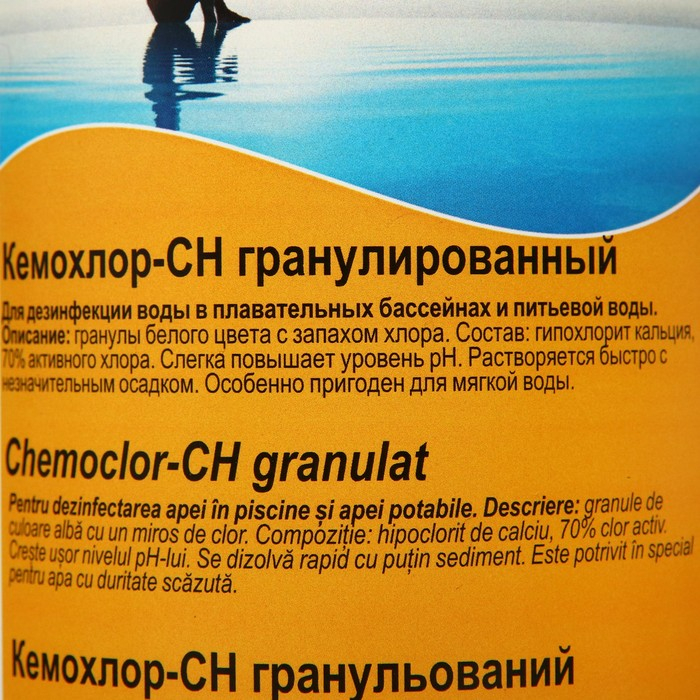 Кемохлор-СН гранулированный
Для дезинфекции воды в плавательных бассейнах и питьевой воды.
Описание: гранулы белого цвета с запахом хлора. Состав: гипохлорит кальция,
70% активного хлора. Слегка повышает уровень pH. Растворяется быстро с
незначительным осадком. Особенно пригоден для мягкой воды.
Chemoclor-CH granulat
Pentru dezinfectarea apei în piscine și apei potabile. Descriere: granule de
culoare albă cu un miros de clor. Compoziție: hipoclorit de calciu, 70% clor activ.
Crește ușor nivelul pH-lui. Se dizolvă rapid cu puțin sediment. Este potrivit în special
pentru apa cu duritate scăzută.
Кемохлор-СН гранульований